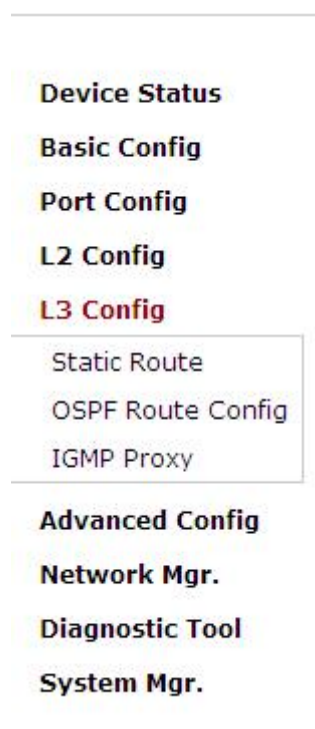 Device Status
Basic Config
Port Config
L2 Config
L3 Config
Static Route
OSPF Route Config
IGMP Proxy
Advanced Config
Network Mgr.
Diagnostic Tool
System Mgr.